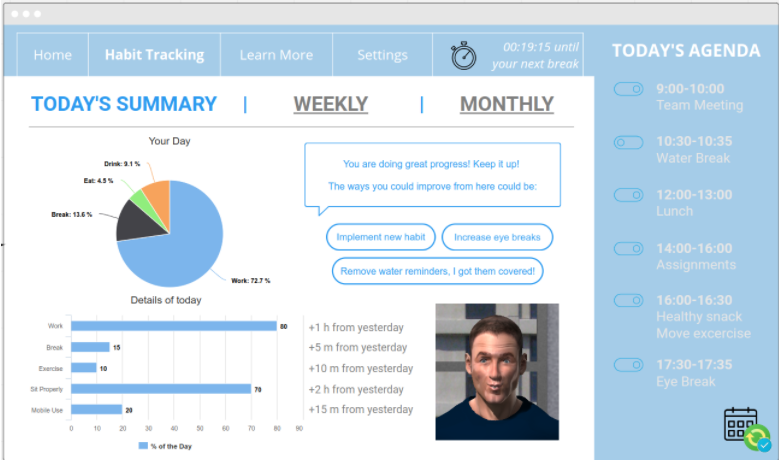 Home
Habit Tracking
Learn More
Settings
00:19:15 until
your next break
TODAY'S SUMMARY | WEEKLY | MONTHLY
Your Day
Drink: 9.1 %
Eat: 4.5 %
Break: 13.6 %
Work: 72.7 %
You are doing great progress! Keep it up!
The ways you could improve from here could be:
Implement new habit
Increase eye breaks
Remove water reminders, I got them covered!
Details of today
Work 80 +1 h from yesterday
Break 15 +5 m from yesterday
Exercise 10 +10 m from yesterday
Sit Properly 70 +2 h from yesterday
Mobile Use 20 +15 m from yesterday
0 10 20 30 40 50 60 70 80 90
% of the Day
TODAY'S AGENDA
9:00-10:00
Team Meeting
10:30-10:35
Water Break
12:00-13:00
Lunch
14:00-16:00
Assignments
16:00-16:30
Healthy snack
Move excercise
17:30-17:35
Eye Break